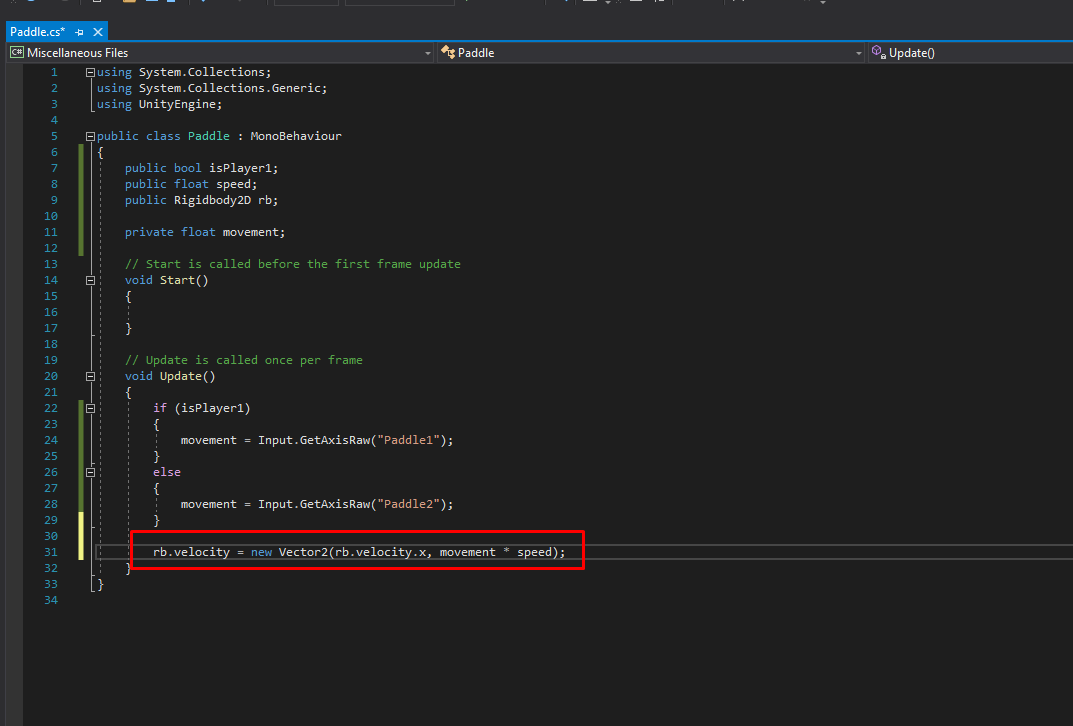 Paddle.cs*
Miscellaneous Files Paddle Update()
1 using System.Collections;
2 using System.Collections.Generic;
3 using UnityEngine;
4
5 public class Paddle : MonoBehaviour
6 {
7 public bool isPlayer1;
8 public float speed;
9 public Rigidbody2D rb;
10
11 private float movement;
12
13 // Start is called before the first frame update
14 void Start()
15 {
16
17 }
18
19 // Update is called once per frame
20 void Update()
21 {
22 if (isPlayer1)
23 {
24 movement = Input.GetAxisRaw("Paddle1");
25 }
26 else
27 {
28 movement = Input.GetAxisRaw("Paddle2");
29 }
30
31 rb.velocity = new Vector2(rb.velocity.x, movement * speed);
32 }
33 }
34